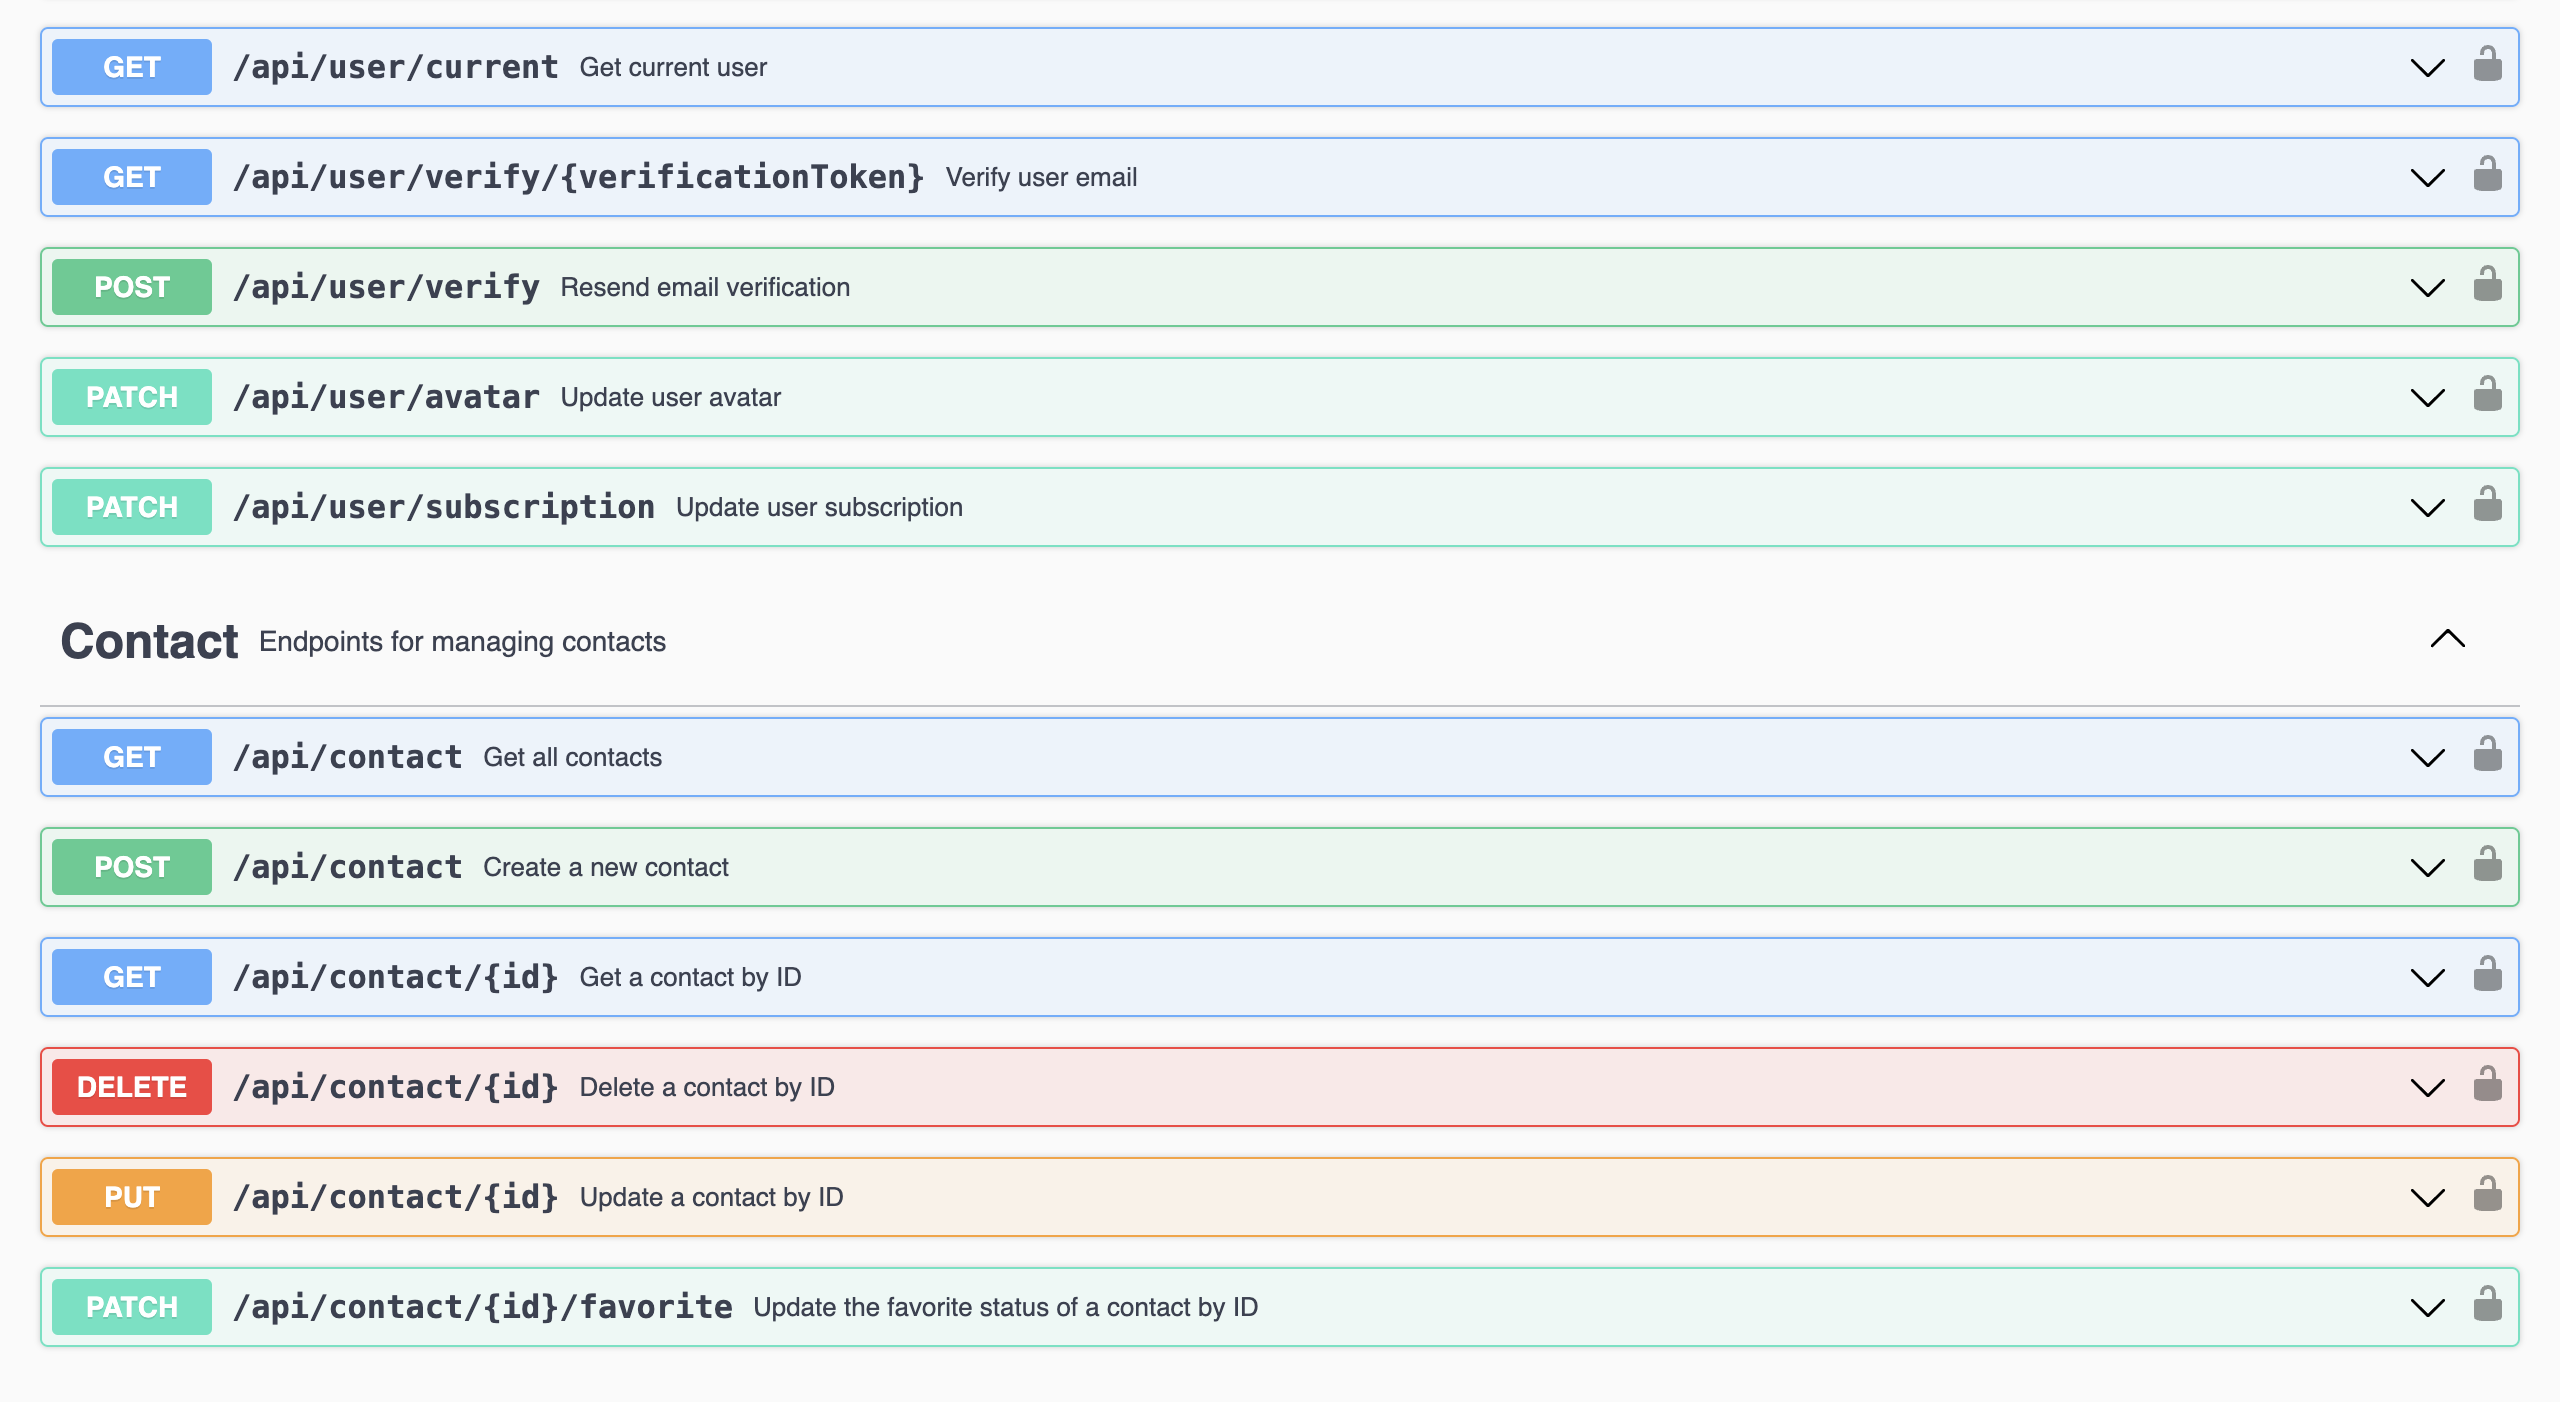 GET /api/user/current Get current user
GET /api/user/verify/{verificationToken} Verify user email
POST /api/user/verify Resend email verification
PATCH /api/user/avatar Update user avatar
PATCH /api/user/subscription Update user subscription
Contact Endpoints for managing contacts
GET /api/contact Get all contacts
POST /api/contact Create a new contact
GET /api/contact/{id} Get a contact by ID
DELETE /api/contact/{id} Delete a contact by ID
PUT /api/contact/{id} Update a contact by ID
PATCH /api/contact/{id}/favorite Update the favorite status of a contact by ID